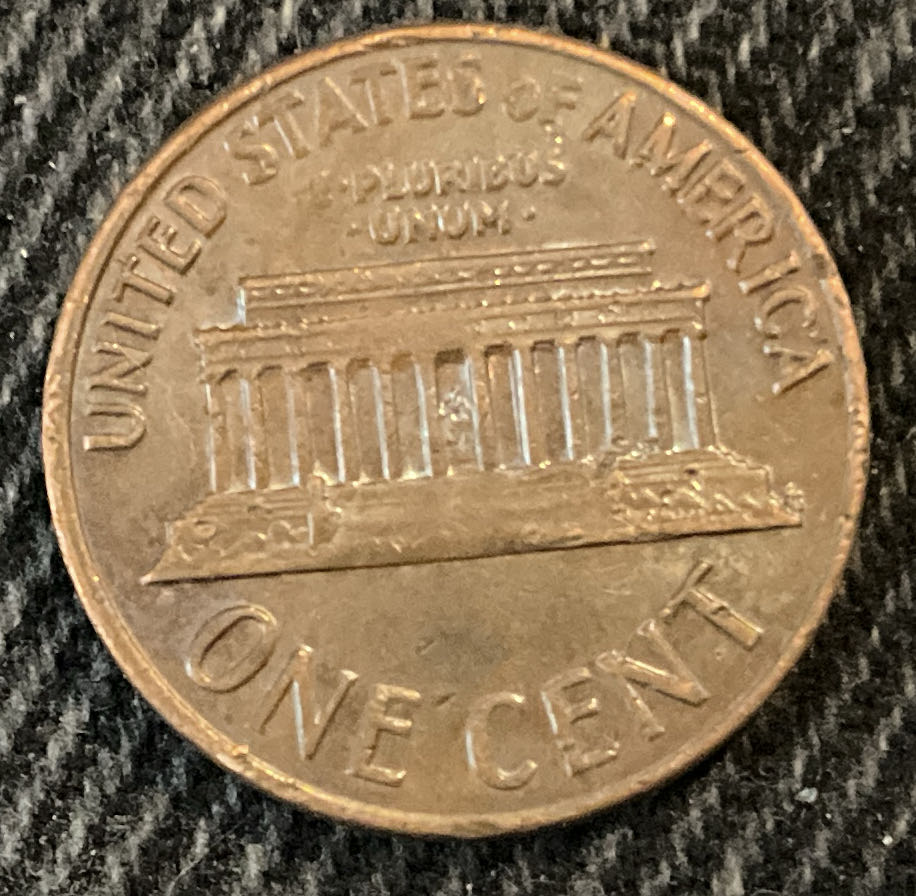 UNITED STATES OF AMERICA
E·PLURIBUS
·UNUM·
ONE CENT